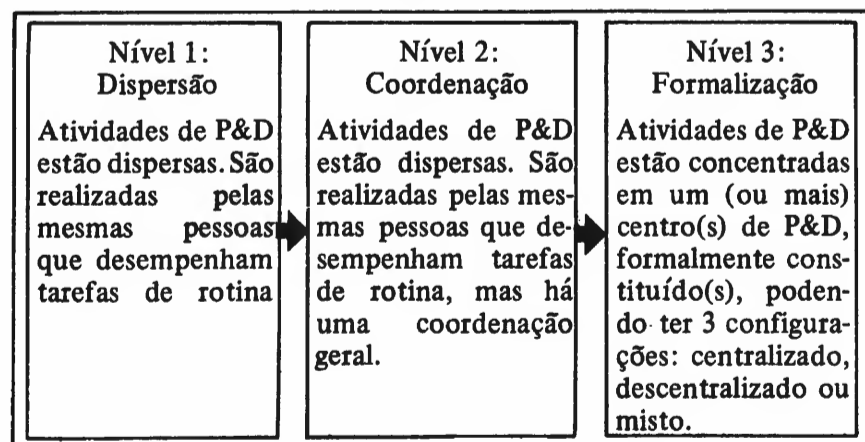 Nível 1:
Dispersão
Atividades de P&D
estão dispersas. São
realizadas pelas
mesmas pessoas
que desempenham
tarefas de rotina
Nível 2:
Coordenação
Atividades de P&D
estão dispersas. São
realizadas pelas mes-
mas pessoas que de-
sempenham tarefas
de rotina, mas há
uma coordenação
geral.
Nível 3:
Formalização
Atividades de P&D
estão concentradas
em um (ou mais)
centro(s) de P&D,
formalmente cons-
tituído(s), poden-
do ter 3 configura-
ções: centralizado,
descentralizado ou
misto.